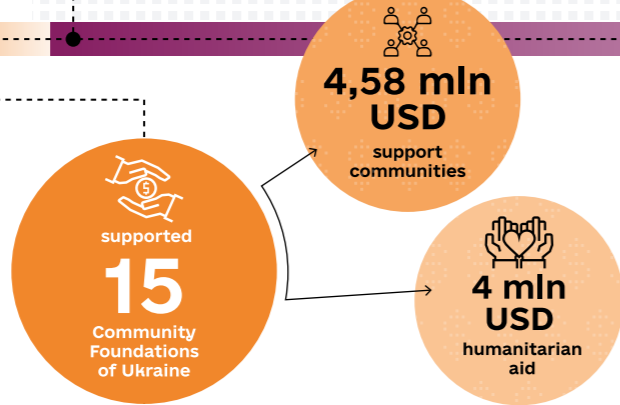 4,58 mln
USD
support
communities
supported
15
Community
Foundations
of Ukraine
4 mln
USD
humanitarian
aid